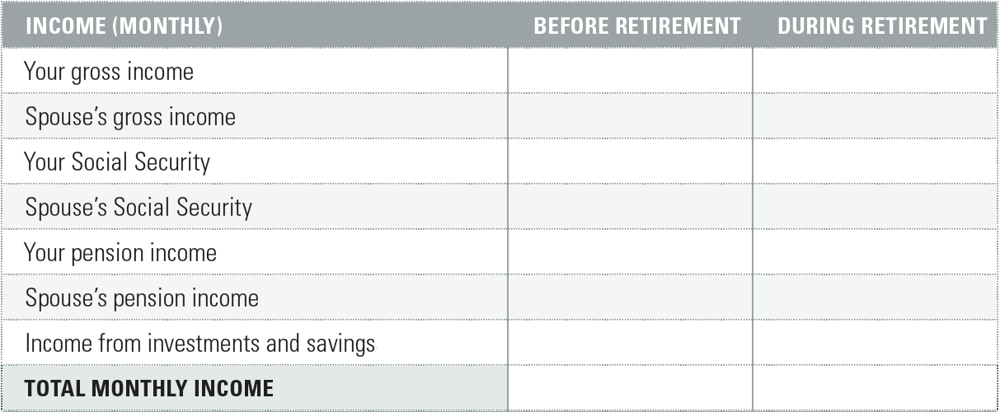 INCOME (MONTHLY) BEFORE RETIREMENT DURING RETIREMENT
Your gross income
Spouse’s gross income
Your Social Security
Spouse’s Social Security
Your pension income
Spouse’s pension income
Income from investments and savings
TOTAL MONTHLY INCOME